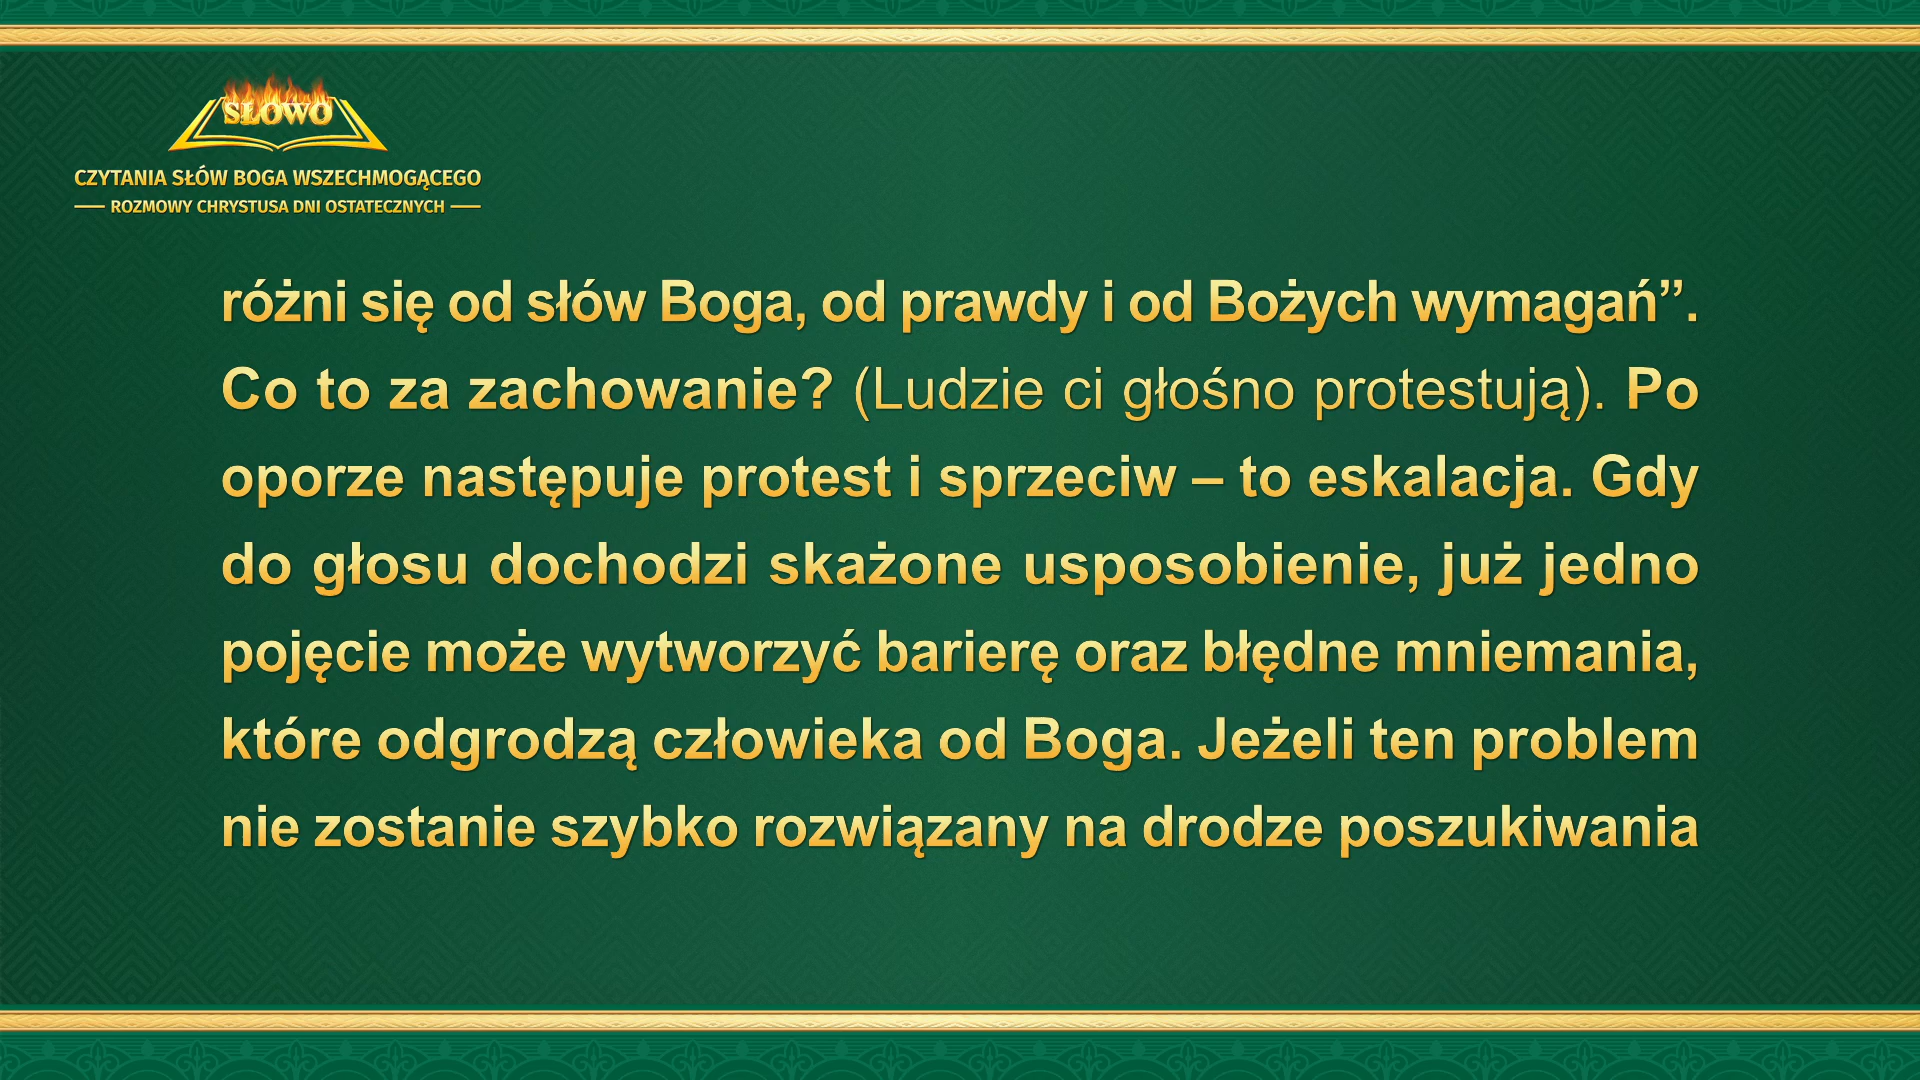 SŁOWO
CZYTANIA SŁÓW BOGA WSZECHMOGĄCEGO
ROZMOWY CHRYSTUSA DNI OSTATECZNYCH
różni się od słów Boga, od prawdy i od Bożych wymagań”.
Co to za zachowanie? (Ludzie ci głośno protestują). Po
oporze następuje protest i sprzeciw – to eskalacja. Gdy
do głosu dochodzi skażone usposobienie, już jedno
pojęcie może wytworzyć barierę oraz błędne mniemania,
które odgrodzą człowieka od Boga. Jeżeli ten problem
nie zostanie szybko rozwiązany na drodze poszukiwania